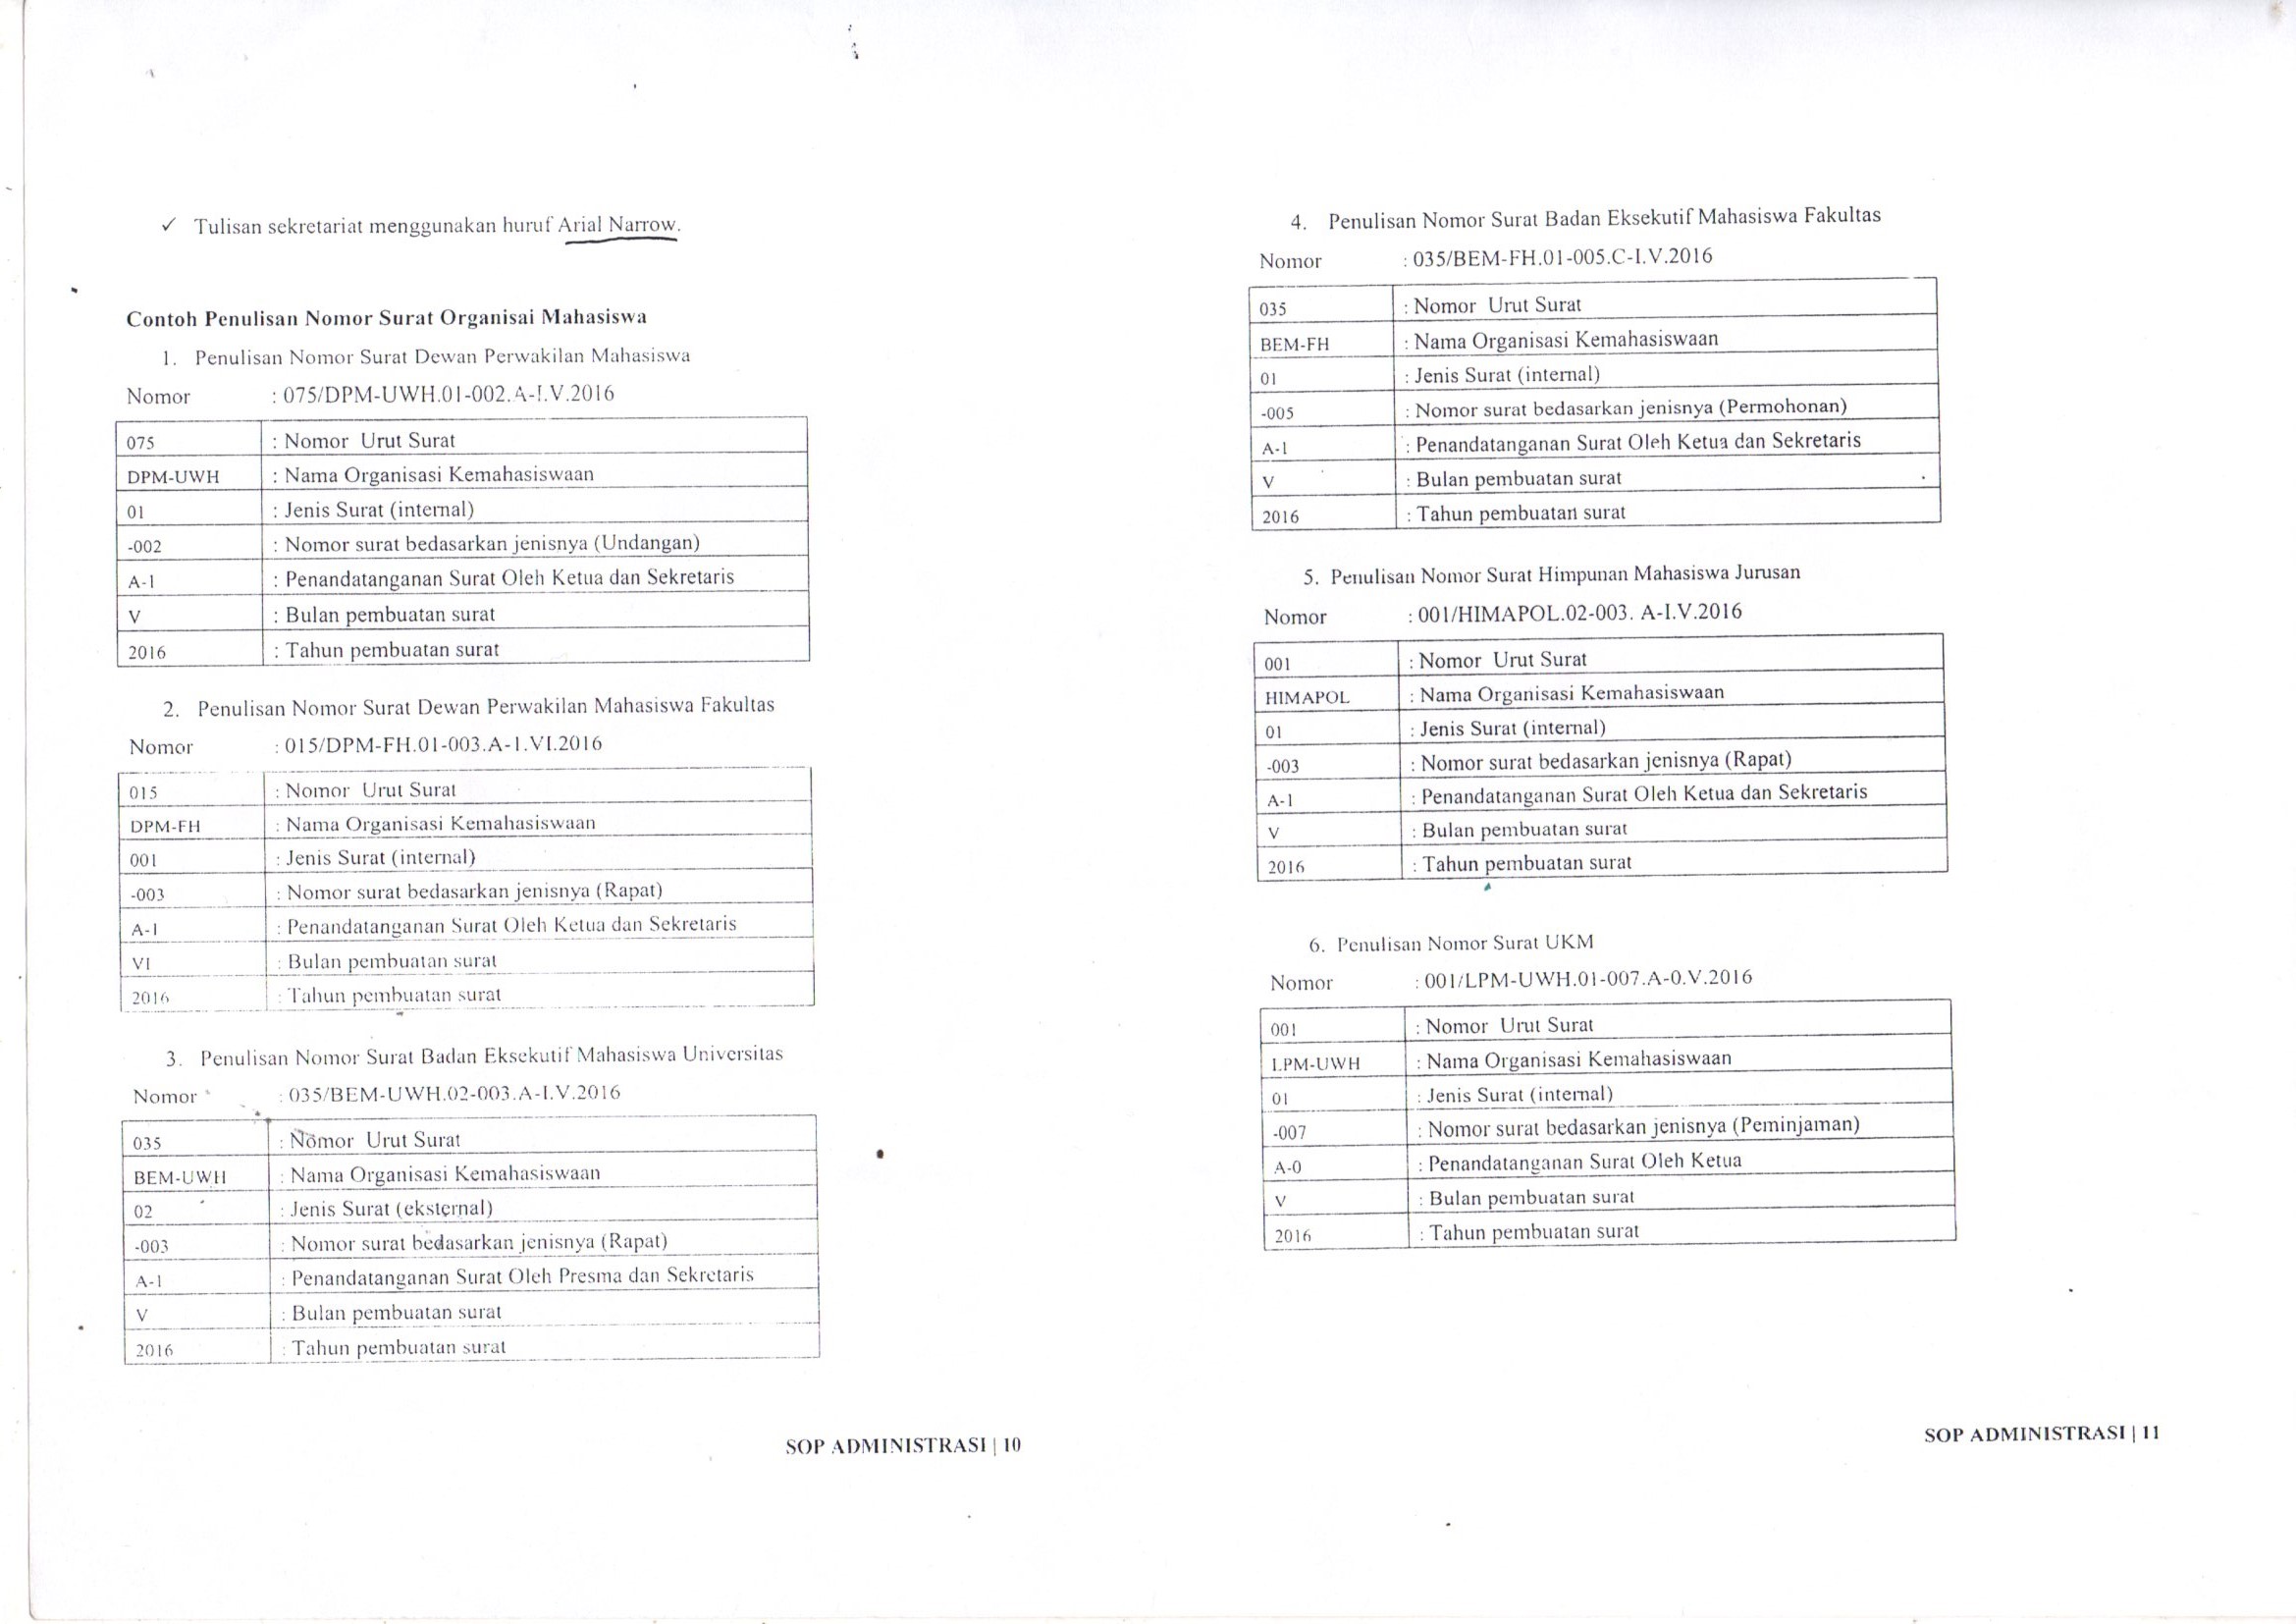 ✓ Tulisan sekretariat menggunakan huruf Arial Narrow.
Contoh Penulisan Nomor Surat Organisai Mahasiswa
1. Penulisan Nomor Surat Dewan Perwakilan Mahasiswa
Nomor : 075/DPM-UWH.01-002.A-I.V.2016
075 : Nomor Urut Surat
DPM-UWH : Nama Organisasi Kemahasiswaan
01 : Jenis Surat (internal)
-002 : Nomor surat bedasarkan jenisnya (Undangan)
A-1 : Penandatanganan Surat Oleh Ketua dan Sekretaris
V : Bulan pembuatan surat
2016 : Tahun pembuatan surat
2. Penulisan Nomor Surat Dewan Perwakilan Mahasiswa Fakultas
Nomor : 015/DPM-FH.01-003.A-1.VI.2016
015 : Nomor Urut Surat
DPM-FH : Nama Organisasi Kemahasiswaan
001 : Jenis Surat (internal)
-003 : Nomor surat bedasarkan jenisnya (Rapat)
A-1 : Penandatanganan Surat Oleh Ketua dan Sekretaris
VI : Bulan pembuatan surat
2016 : Tahun pembuatan surat
3. Penulisan Nomor Surat Badan Eksekutif Mahasiswa Universitas
Nomor : 035/BEM-UWH.02-003.A-I.V.2016
035 : Nomor Urut Surat
BEM-UWH : Nama Organisasi Kemahasiswaan
02 : Jenis Surat (eksternal)
-003 : Nomor surat bedasarkan jenisnya (Rapat)
A-1 : Penandatanganan Surat Oleh Presma dan Sekretaris
V : Bulan pembuatan surat
2016 : Tahun pembuatan surat
SOP ADMINISTRASI | 10
4. Penulisan Nomor Surat Badan Eksekutif Mahasiswa Fakultas
Nomor : 035/BEM-FH.01-005.C-I.V.2016
035 : Nomor Urut Surat
BEM-FH : Nama Organisasi Kemahasiswaan
01 : Jenis Surat (internal)
-005 : Nomor surat bedasarkan jenisnya (Permohonan)
A-1 : Penandatanganan Surat Oleh Ketua dan Sekretaris
V : Bulan pembuatan surat
2016 : Tahun pembuatan surat
5. Penulisan Nomor Surat Himpunan Mahasiswa Jurusan
Nomor : 001/HIMAPOL.02-003. A-I.V.2016
001 : Nomor Urut Surat
HIMAPOL : Nama Organisasi Kemahasiswaan
01 : Jenis Surat (internal)
-003 : Nomor surat bedasarkan jenisnya (Rapat)
A-1 : Penandatanganan Surat Oleh Ketua dan Sekretaris
V : Bulan pembuatan surat
2016 : Tahun pembuatan surat
6. Penulisan Nomor Surat UKM
Nomor : 001/LPM-UWH.01-007.A-0.V.2016
001 : Nomor Urut Surat
LPM-UWH : Nama Organisasi Kemahasiswaan
01 : Jenis Surat (internal)
-007 : Nomor surat bedasarkan jenisnya (Peminjaman)
A-0 : Penandatanganan Surat Oleh Ketua
V : Bulan pembuatan surat
2016 : Tahun pembuatan surat
SOP ADMINISTRASI | 11